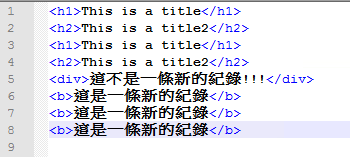 1 <h1>This is a title</h1>
2 <h2>This is a title2</h2>
3 <h1>This is a title</h1>
4 <h2>This is a title2</h2>
5 <div>這不是一條新的紀錄!!!</div>
6 <b>這是一條新的紀錄</b>
7 <b>這是一條新的紀錄</b>
8 <b>這是一條新的紀錄</b>